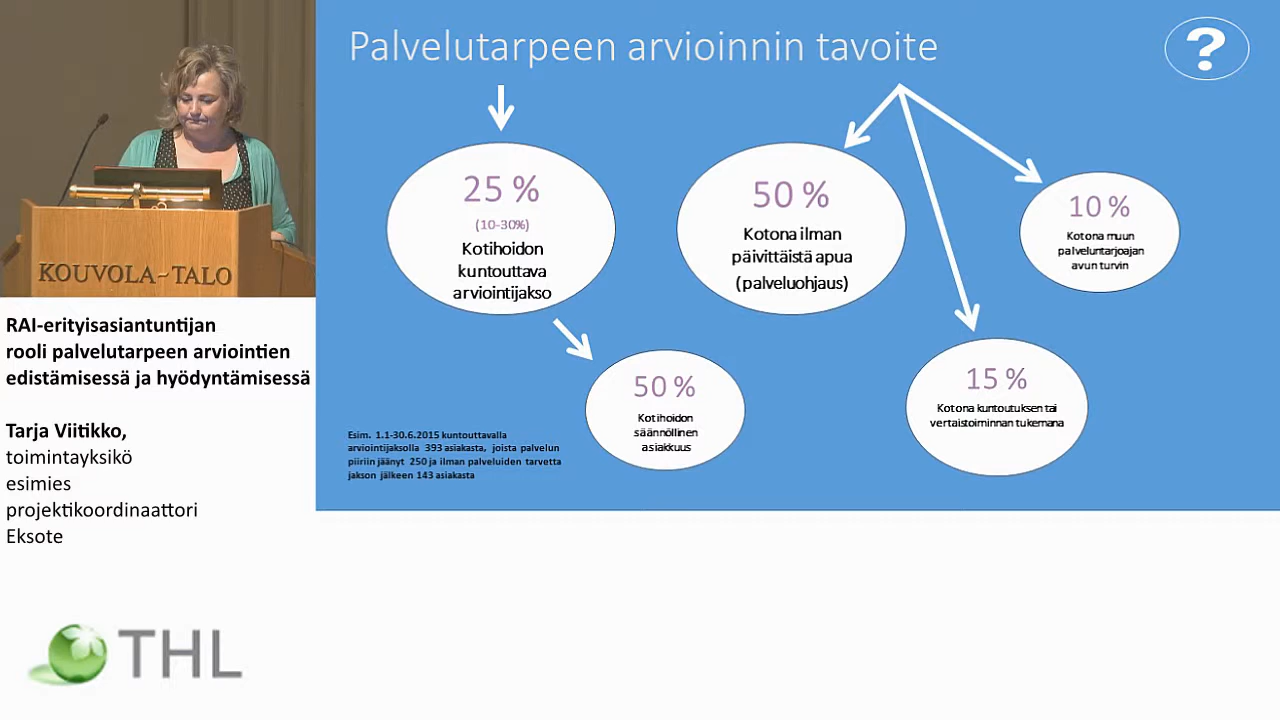 Palvelutarpeen arvioinnin tavoite
?
25 %
(10-30%)
Kotihoidon
kuntouttava
arviointijakso
50 %
Kotona ilman
päivittäistä apua
(palveluohjaus)
10 %
Kotona muun
palveluntarjoajan
avun turvin
50 %
Kotihoidon
säännöllinen
asiakkuus
15 %
Kotona kuntoutuksen tai
vertaistoiminnan tukemana
Esim. 1.1-30.6.2015 kuntouttavalla
arviointijaksolla 393 asiakasta, joista palvelun
piiriin jäänyt 250 ja ilman palveluiden tarvetta
jakson jälkeen 143 asiakasta
KOUVOLA-TALO
RAI-erityisasiantuntijan
rooli palvelutarpeen arviointien
edistämisessä ja hyödyntämisessä
Tarja Viitikko,
toimintayksikö
esimies
projektikoordinaattori
Eksote
THL